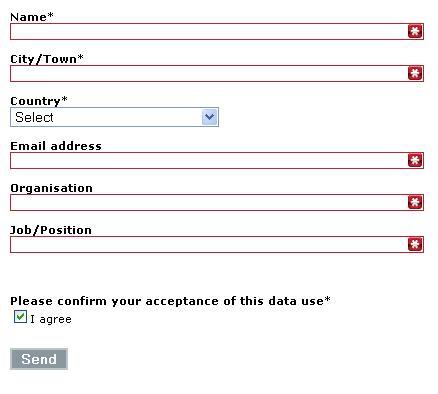 Name*
City/Town*
Country*
Select
Email address
Organisation
Job/Position
Please confirm your acceptance of this data use*
I agree
Send